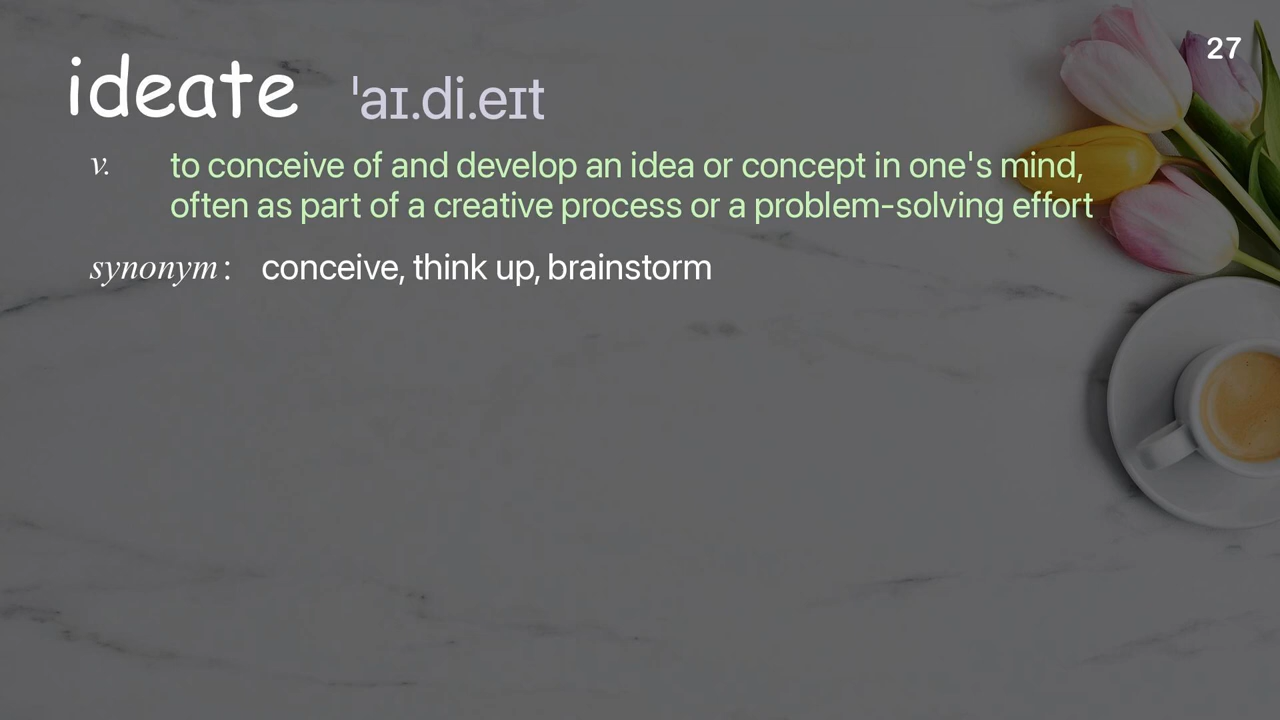 27
ideate ˈaɪ.di.eɪt
v. to conceive of and develop an idea or concept in one's mind,
often as part of a creative process or a problem-solving effort
synonym : conceive, think up, brainstorm